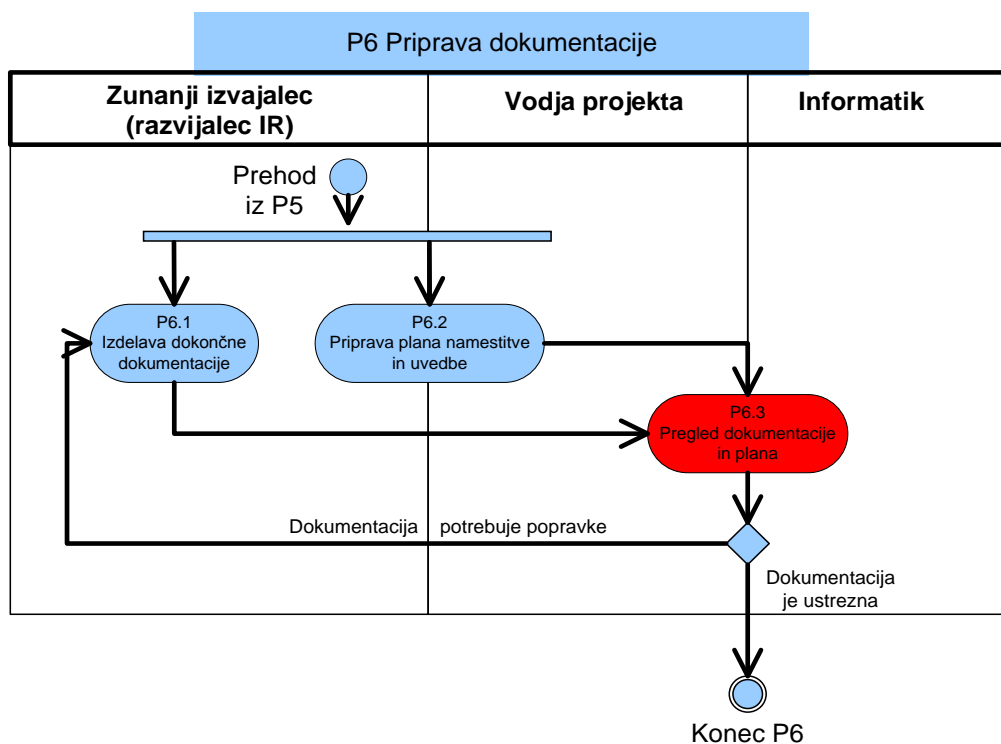 P6 Priprava dokumentacije
Zunanji izvajalec
(razvijalec IR)
Vodja projekta
Informatik
Prehod
iz P5
P6.1
Izdelava dokončne
dokumentacije
P6.2
Priprava plana namestitve
in uvedbe
P6.3
Pregled dokumentacije
in plana
Dokumentacija potrebuje popravke
Dokumentacija
je ustrezna
Konec P6